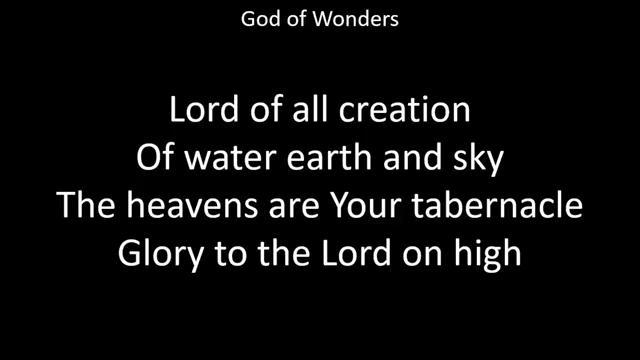 God of Wonders
Lord of all creation
Of water earth and sky
The heavens are Your tabernacle
Glory to the Lord on high